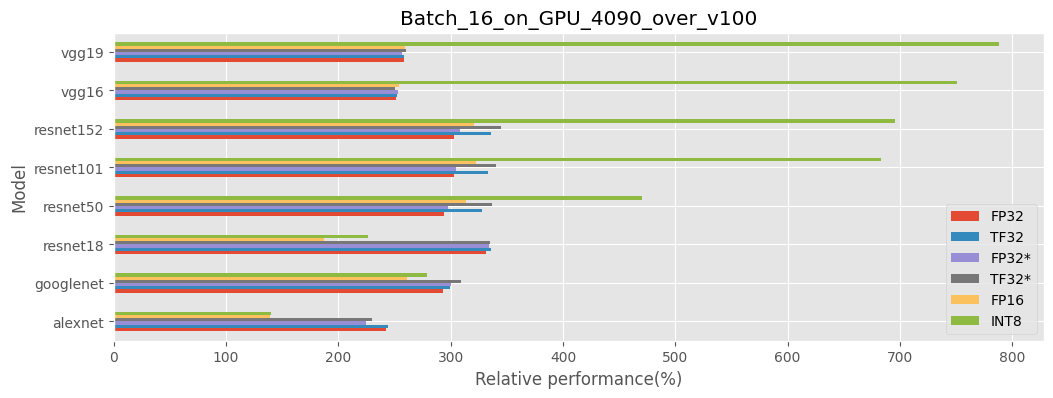 Batch_16_on_GPU_4090_over_v100
Model
vgg19
vgg16
resnet152
resnet101
resnet50
resnet18
googlenet
alexnet
FP32
TF32
FP32*
TF32*
FP16
INT8
0 100 200 300 400 500 600 700 800
Relative performance(%)